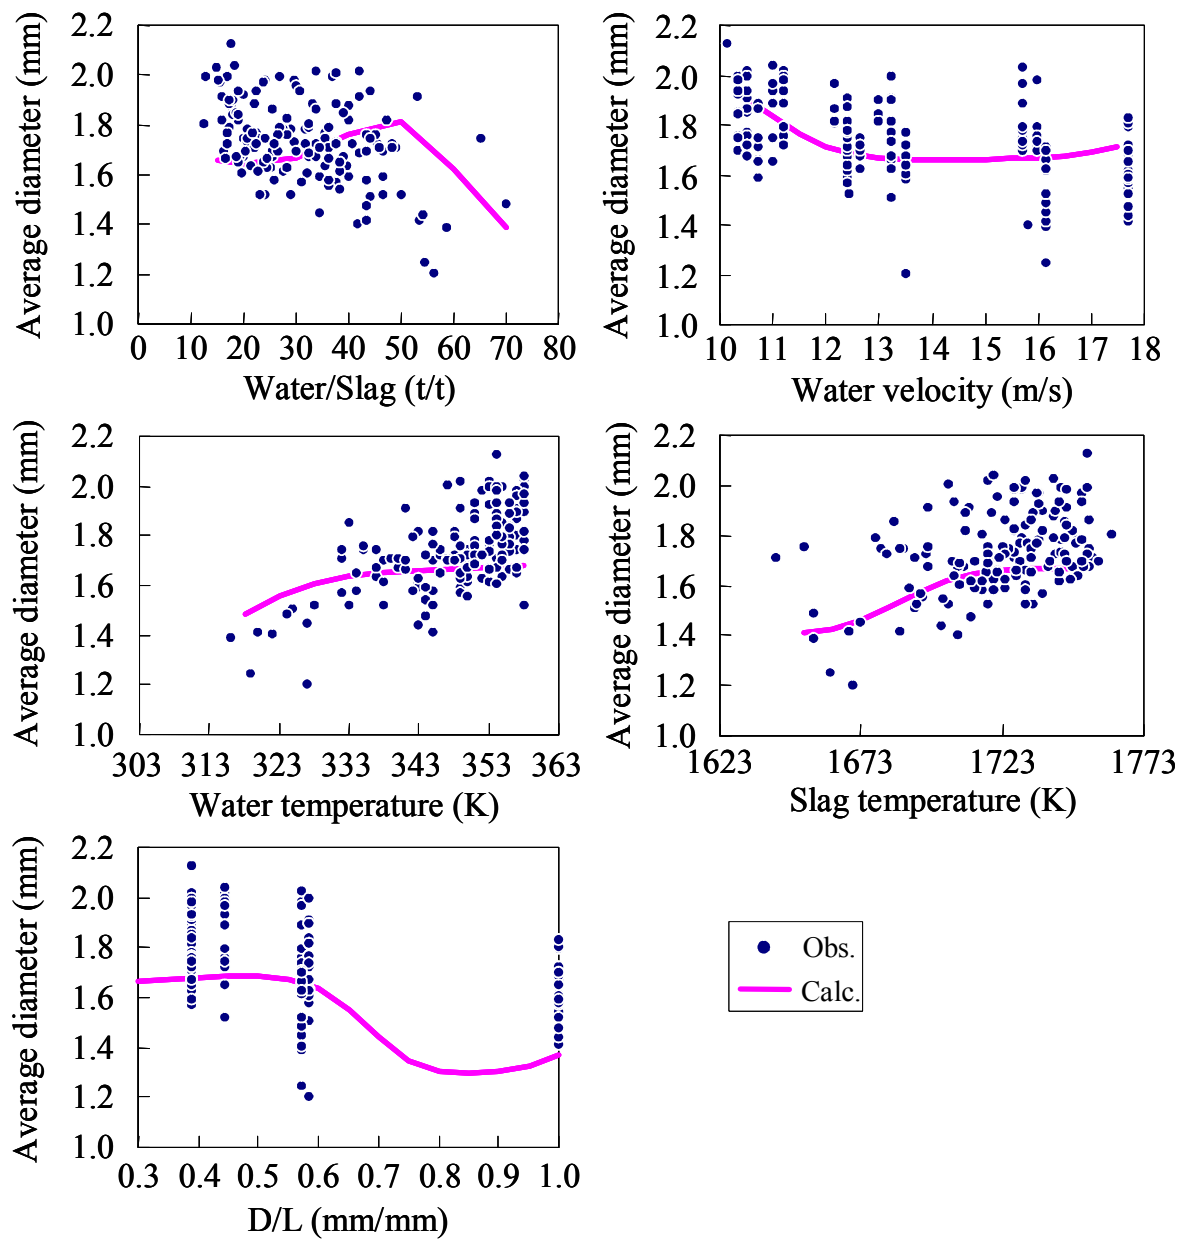 Average diameter (mm)
2.2
2.0
1.8
1.6
1.4
1.2
1.0
0 10 20 30 40 50 60 70 80
Water/Slag (t/t)
Average diameter (mm)
2.2
2.0
1.8
1.6
1.4
1.2
1.0
10 11 12 13 14 15 16 17 18
Water velocity (m/s)
Average diameter (mm)
2.2
2.0
1.8
1.6
1.4
1.2
1.0
303 313 323 333 343 353 363
Water temperature (K)
Average diameter (mm)
2.2
2.0
1.8
1.6
1.4
1.2
1.0
1623 1673 1723 1773
Slag temperature (K)
Average diameter (mm)
2.2
2.0
1.8
1.6
1.4
1.2
1.0
0.3 0.4 0.5 0.6 0.7 0.8 0.9 1.0
D/L (mm/mm)
Obs.
Calc.